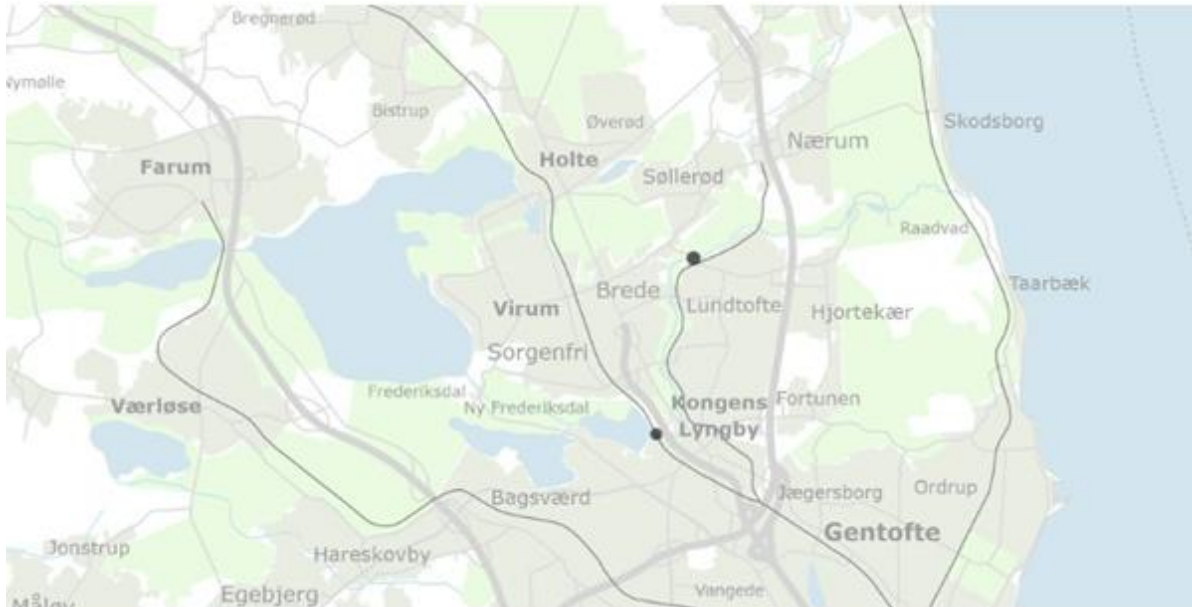 Bregnerød
Nymølle
Bistrup
Øverød
Skodsborg
Nærum
Holte
Farum
Søllerød
Raadvad
Taarbæk
Brede
Lundtofte
Virum
Hjortekær
Sorgenfri
Frederiksdal
Fortunen
Værløse
Ny Frederiksdal
Kongens
Lyngby
Bagsværd
Jægersborg
Ordrup
Gentofte
Jonstrup
Hareskovby
Egebjerg
Vangede
Måløv